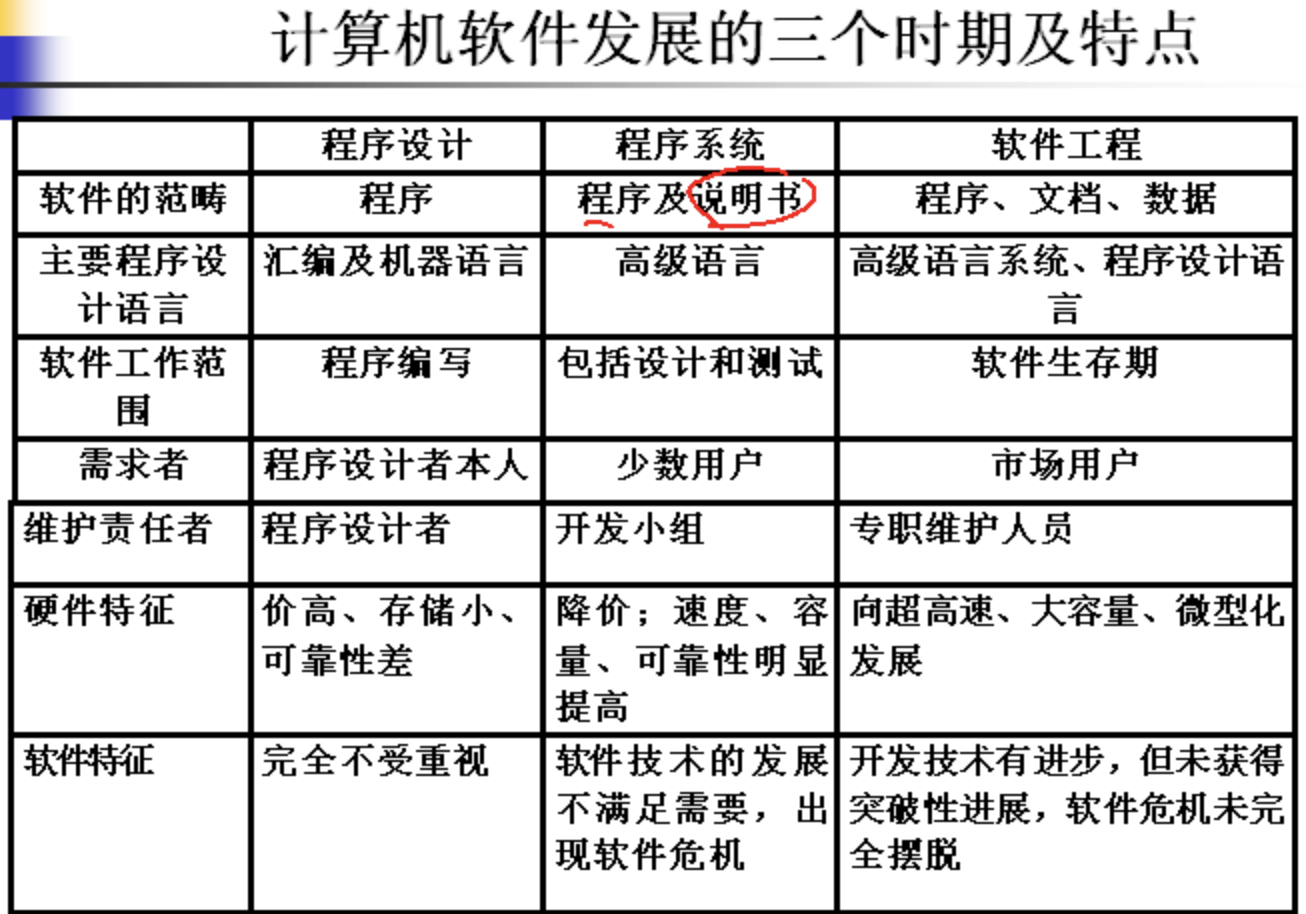 计算机软件发展的三个时期及特点
程序设计 程序系统 软件工程
软件的范畴 程序 程序及说明书 程序、文档、数据
主要程序设 汇编及机器语言 高级语言 高级语言系统、程序设计语
计语言 言
软件工作范 程序编写 包括设计和测试 软件生存期
围
需求者 程序设计者本人 少数用户 市场用户
维护责任者 程序设计者 开发小组 专职维护人员
硬件特征 价高、存储小、 降价；速度、容 向超高速、大容量、微型化
可靠性差 量、可靠性明显 发展
提高
软件特征 完全不受重视 软件技术的发展 开发技术有进步，但未获得
不满足需要，出 突破性进展，软件危机未完
现软件危机 全摆脱